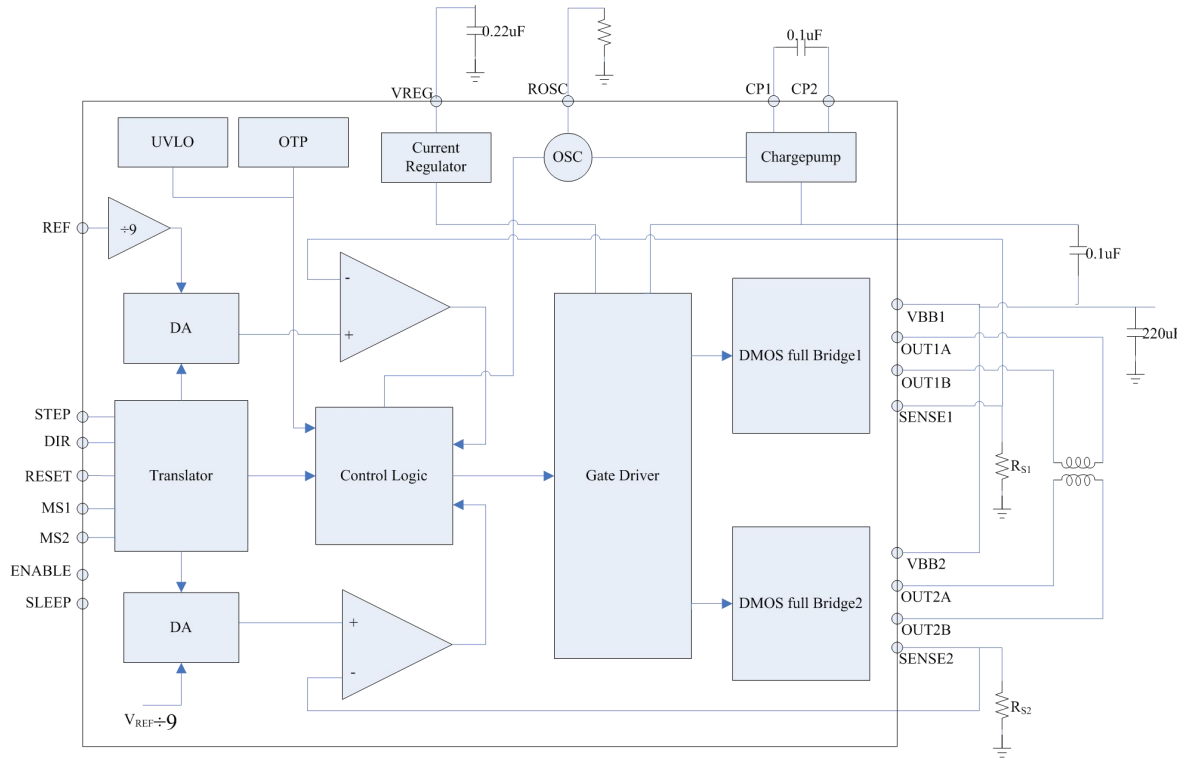 0.22uF
0.1uF
VREG
ROSC
CP1
CP2
UVLO
OTP
Current
Regulator
OSC
Chargepump
REF
÷9
0.1uF
-
DA
+
DMOS full Bridge1
VBB1
220uF
OUT1A
OUT1B
SENSE1
STEP
DIR
RESET
MS1
MS2
Translator
Control Logic
Gate Driver
RS1
ENABLE
SLEEP
VBB2
OUT2A
DA
+
DMOS full Bridge2
OUT2B
SENSE2
-
VREF÷9
RS2